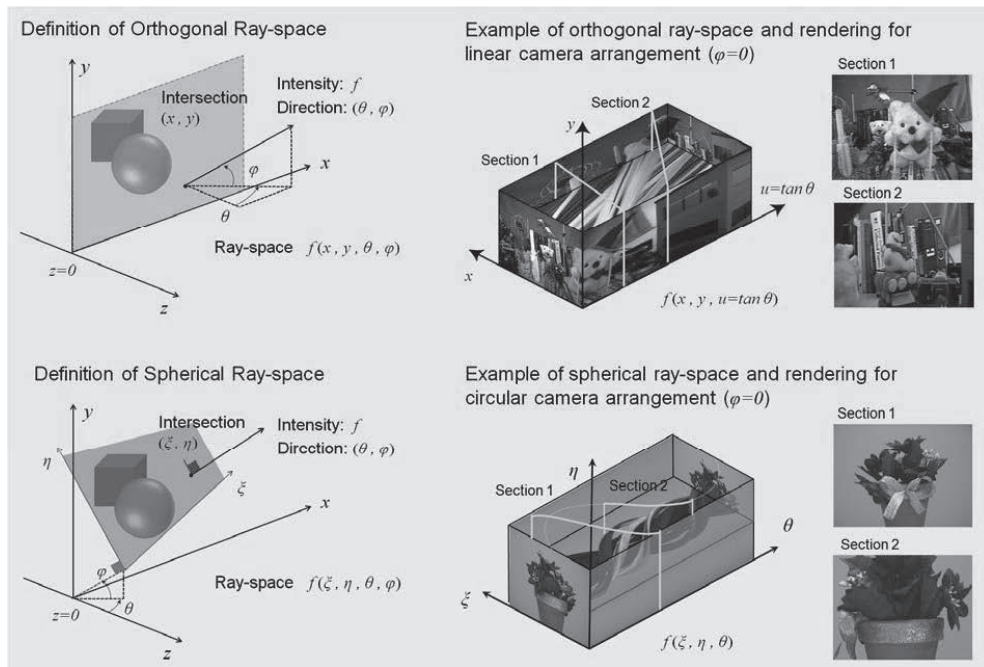 Definition of Orthogonal Ray-space
y
Intersection
(x, y)
Intensity: f
Direction: (θ, φ)
x
φ
θ
Ray-space f(x, y, θ, φ)
z=0
z
Example of orthogonal ray-space and rendering for
linear camera arrangement (φ=0)
Section 1
Section 2
y
Section 1
u=tanθ
Section 2
x
f(x, y, u=tanθ)
Definition of Spherical Ray-space
y
Intersection
(ξ, η)
Intensity: f
Direction: (θ, φ)
η
ξ
x
φ
θ
Ray-space f(ξ, η, θ, φ)
z=0
z
Example of spherical ray-space and rendering for
circular camera arrangement (φ=0)
Section 1
η
Section 1
Section 2
θ
Section 2
ξ
f(ξ, η, θ)